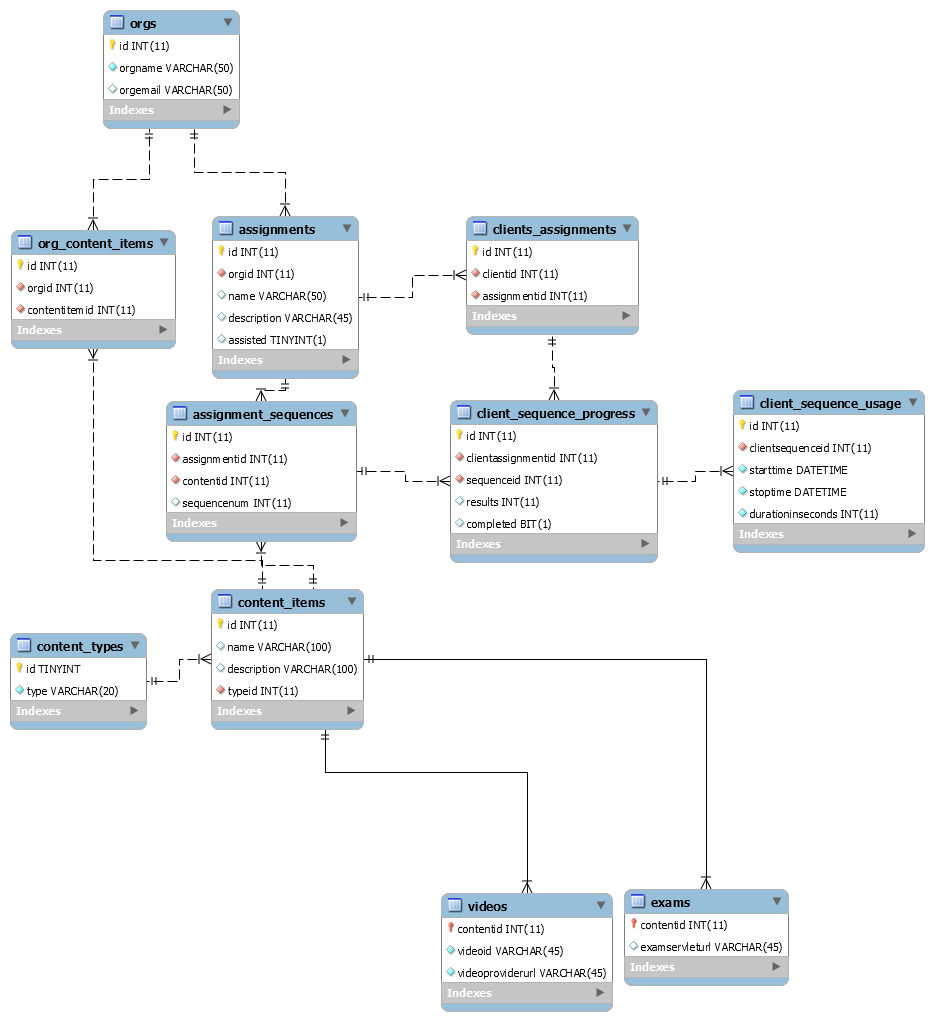 orgs
id INT(11)
orgname VARCHAR(50)
orgemail VARCHAR(50)
Indexes
org_content_items
id INT(11)
orgid INT(11)
contentitemid INT(11)
Indexes
assignments
id INT(11)
orgid INT(11)
name VARCHAR(50)
description VARCHAR(45)
assisted TINYINT(1)
Indexes
clients_assignments
id INT(11)
clientid INT(11)
assignmentid INT(11)
Indexes
assignment_sequences
id INT(11)
assignmentid INT(11)
contentid INT(11)
sequencenum INT(11)
Indexes
client_sequence_progress
id INT(11)
clientassignmentid INT(11)
sequenceid INT(11)
results INT(11)
completed BIT(1)
Indexes
client_sequence_usage
id INT(11)
clientsequenceid INT(11)
starttime DATETIME
stoptime DATETIME
durationinseconds INT(11)
Indexes
content_types
id TINYINT
type VARCHAR(20)
Indexes
content_items
id INT(11)
name VARCHAR(100)
description VARCHAR(100)
typeid INT(11)
Indexes
videos
contentid INT(11)
videoid VARCHAR(45)
videoproviderurl VARCHAR(45)
Indexes
exams
contentid INT(11)
examservleturl VARCHAR(45)
Indexes